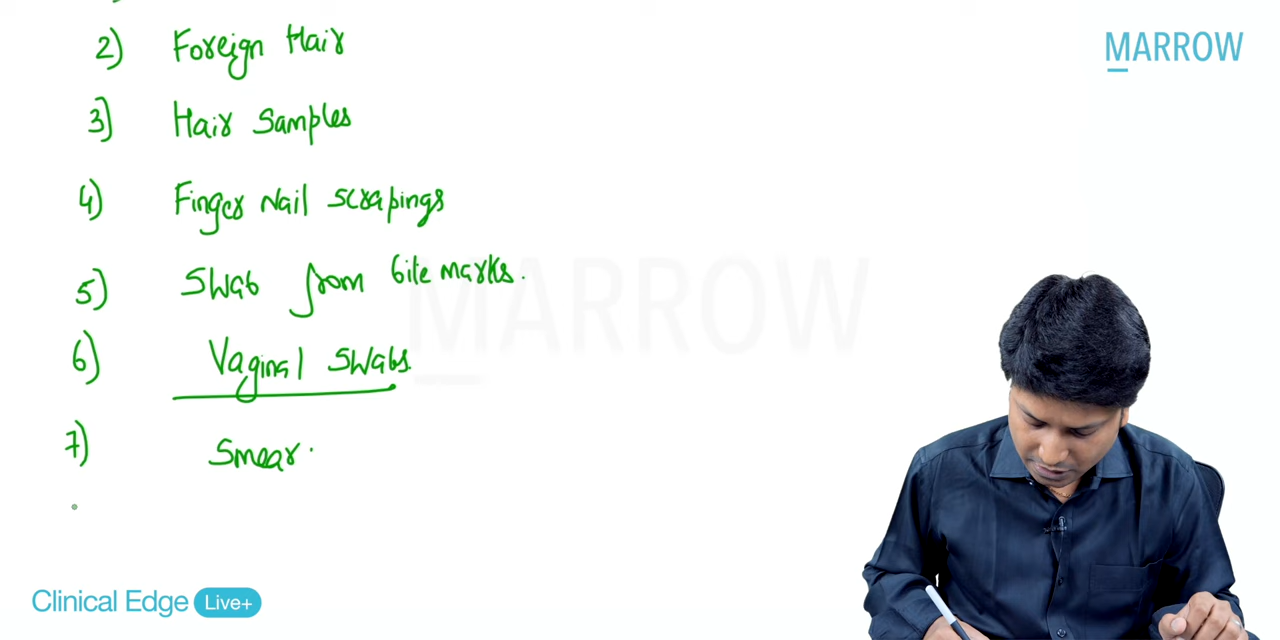 MARROW
2) Foreign Hair
3) Hair Samples
4) Finger Nail scrapings
5) Swab from bite marks.
6) Vaginal Swabs.
7) Smear.
MARROW
Clinical Edge Live+